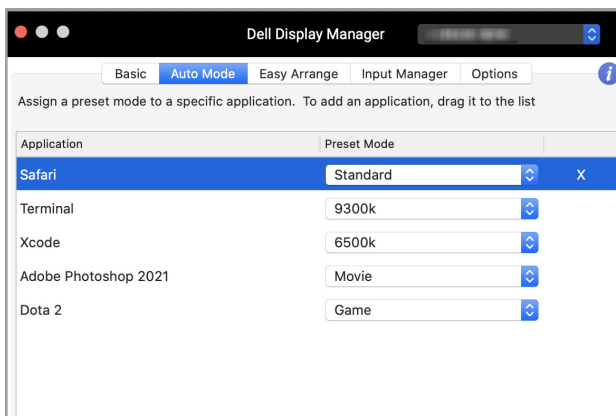 Dell Display Manager
Basic Auto Mode Easy Arrange Input Manager Options i
Assign a preset mode to a specific application. To add an application, drag it to the list
Application Preset Mode
Safari Standard X
Terminal 9300k
Xcode 6500k
Adobe Photoshop 2021 Movie
Dota 2 Game